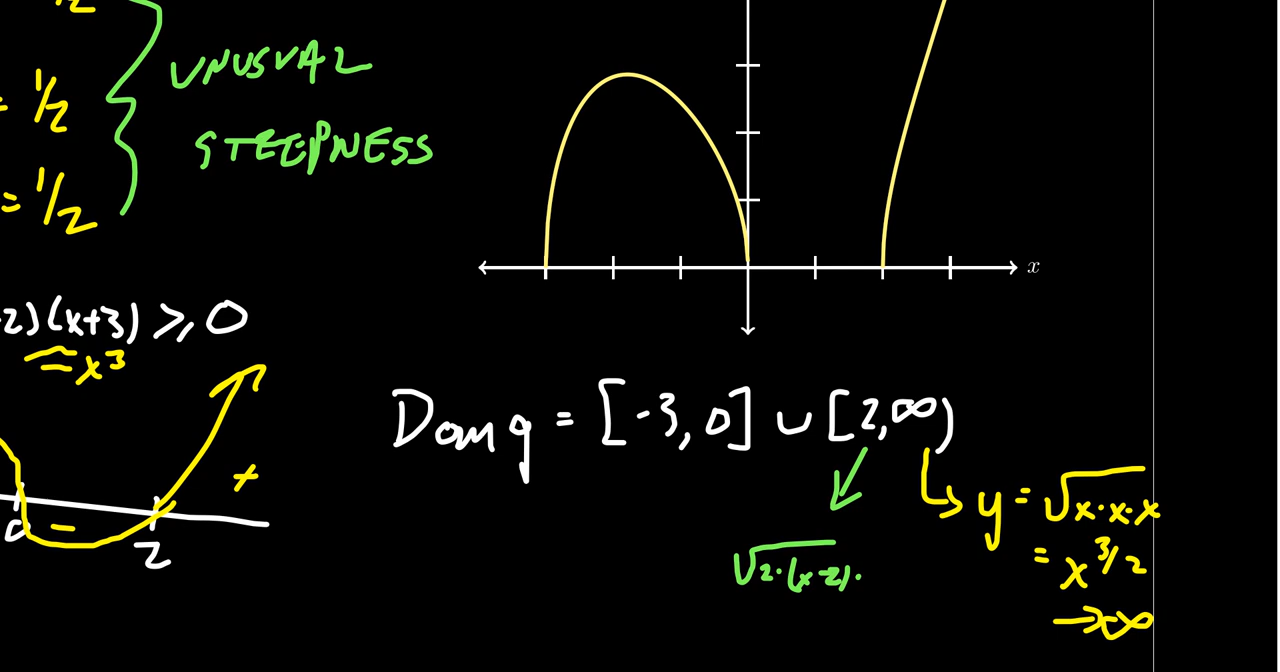 UNUSUAL
STEEPNESS
1/2
= 1/2
x
2)(x+3) ≥ 0
≈ x³
Dom g = [-3, 0] ∪ [2, ∞)
+
−
0
2
y = √x·x·x
= x^3/2
→ ∞
√2·(x-2)·